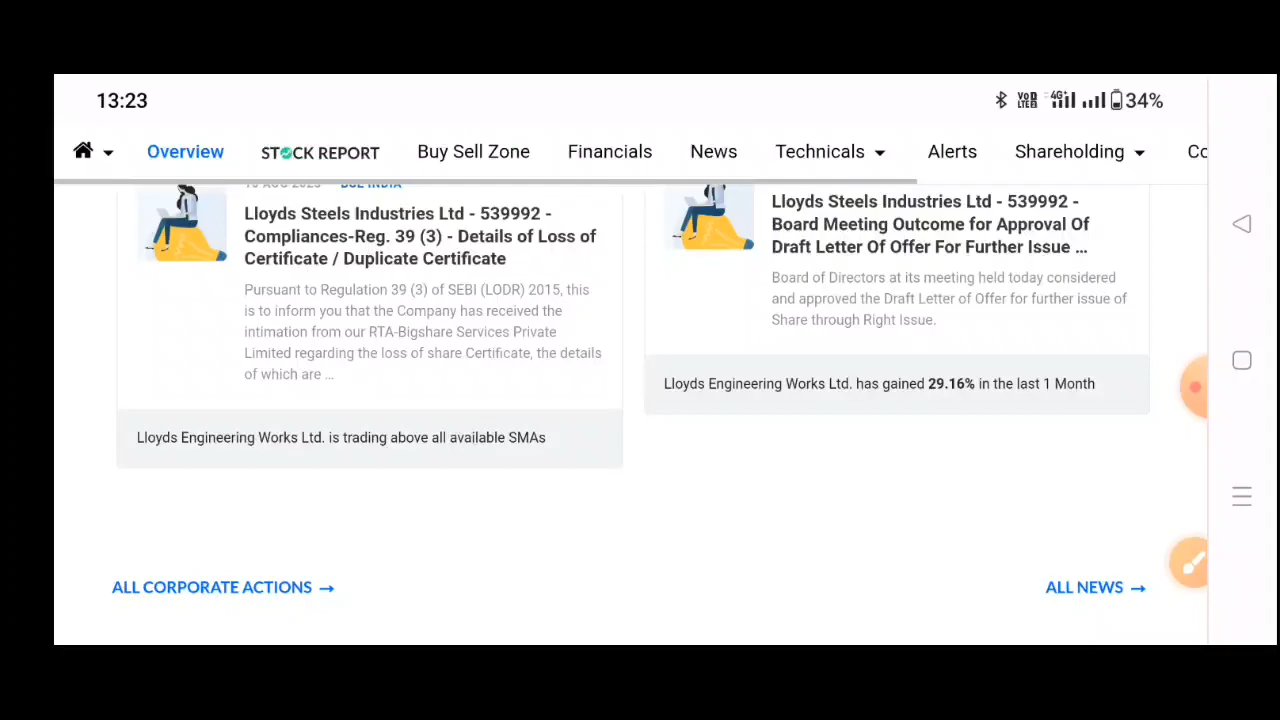 13:23
VoD LTE 4G+ 34%
Overview STOCK REPORT Buy Sell Zone Financials News Technicals Alerts Shareholding Co
BSE INDIA
Lloyds Steels Industries Ltd - 539992 -
Compliances-Reg. 39 (3) - Details of Loss of
Certificate / Duplicate Certificate
Pursuant to Regulation 39 (3) of SEBI (LODR) 2015, this
is to inform you that the Company has received the
intimation from our RTA-Bigshare Services Private
Limited regarding the loss of share Certificate, the details
of which are ...
Lloyds Engineering Works Ltd. is trading above all available SMAs
Lloyds Steels Industries Ltd - 539992 -
Board Meeting Outcome for Approval Of
Draft Letter Of Offer For Further Issue ...
Board of Directors at its meeting held today considered
and approved the Draft Letter of Offer for further issue of
Share through Right Issue.
Lloyds Engineering Works Ltd. has gained 29.16% in the last 1 Month
ALL CORPORATE ACTIONS →
ALL NEWS →